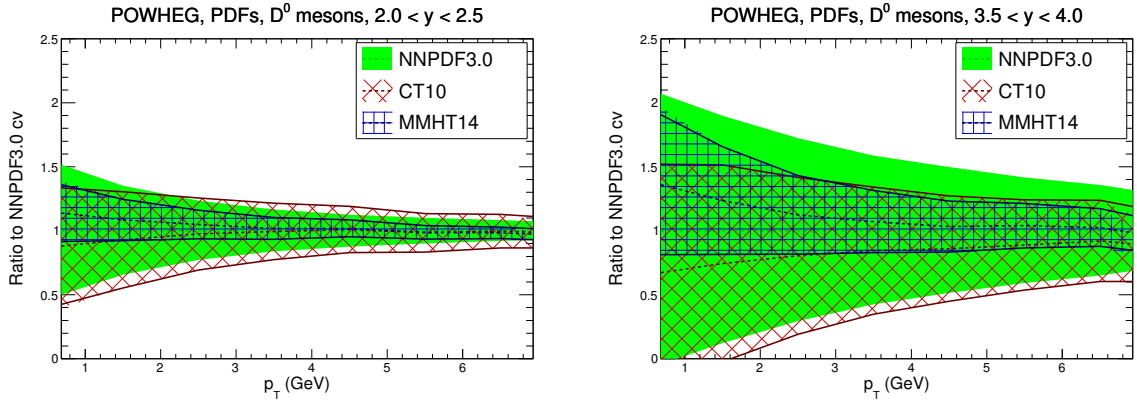 POWHEG, PDFs, D⁰ mesons, 2.0 < y < 2.5
Ratio to NNPDF3.0 cv
2.5
2
1.5
1
0.5
0
NNPDF3.0
CT10
MMHT14
1 2 3 4 5 6
p_T (GeV)
POWHEG, PDFs, D⁰ mesons, 3.5 < y < 4.0
Ratio to NNPDF3.0 cv
2.5
2
1.5
1
0.5
0
NNPDF3.0
CT10
MMHT14
1 2 3 4 5 6
p_T (GeV)